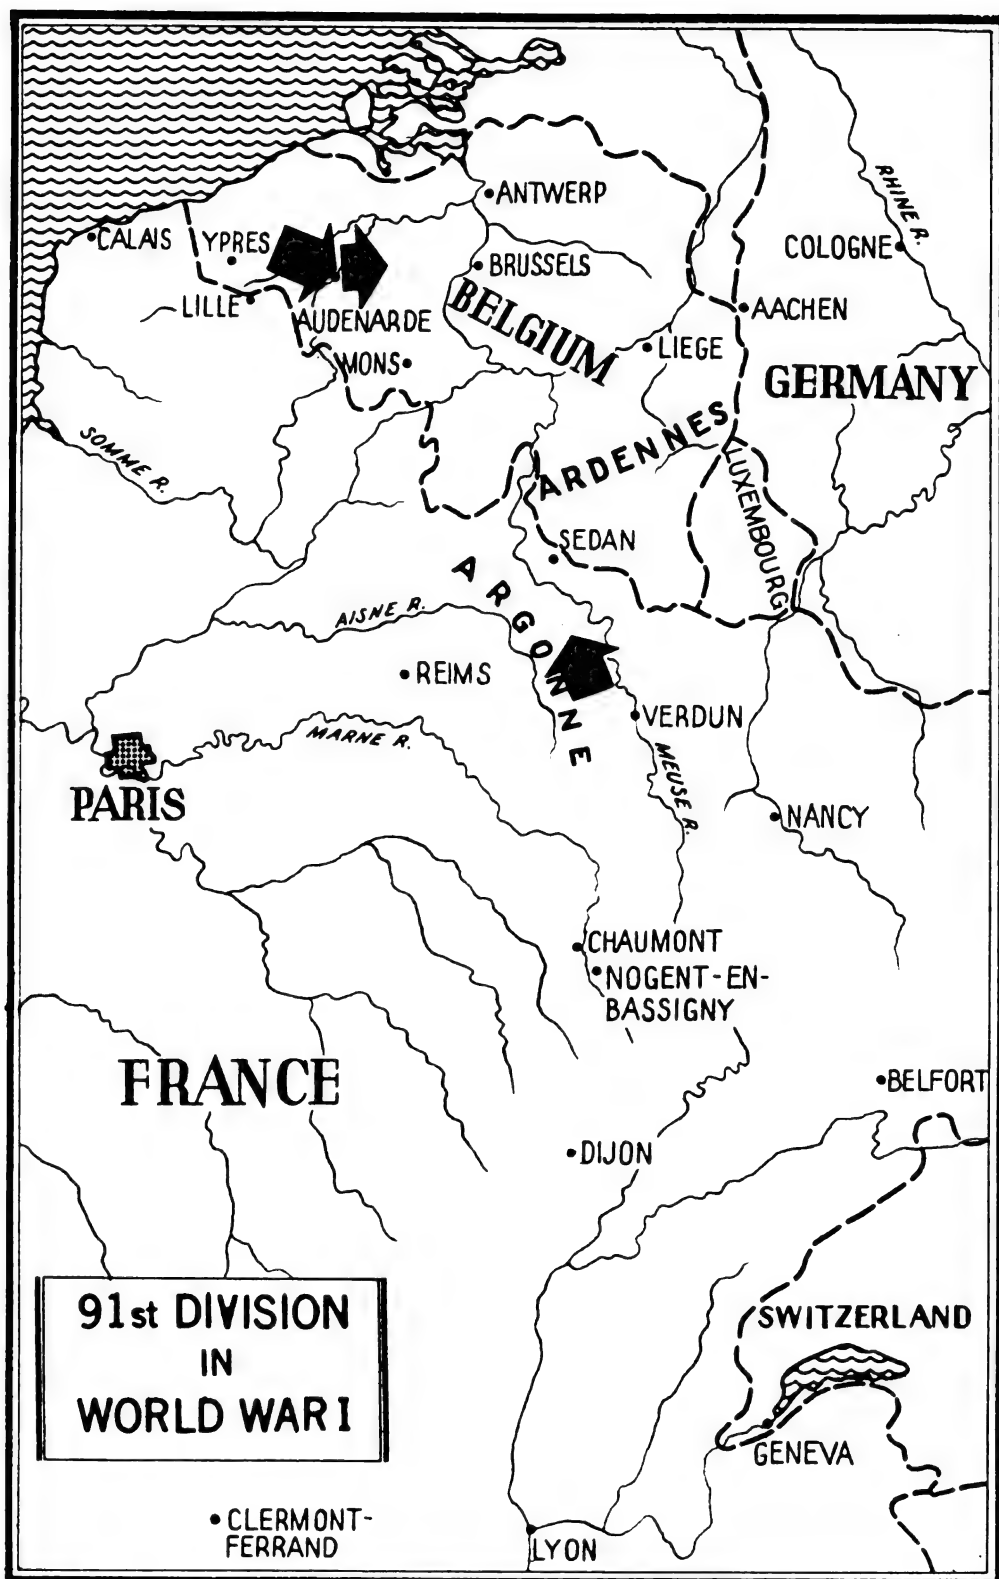 RHINE R.
ANTWERP
CALAIS
YPRES
COLOGNE
BRUSSELS
BELGIUM
LILLE
AUDENARDE
AACHEN
LIEGE
MONS
GERMANY
ARDENNES
SOMME R.
LUXEMBOURG
SEDAN
ARGONNE
AISNE R.
REIMS
VERDUN
MARNE R.
MEUSE R.
PARIS
NANCY
CHAUMONT
NOGENT-EN-
BASSIGNY
FRANCE
BELFORT
DIJON
91st DIVISION
IN
WORLD WAR I
SWITZERLAND
GENEVA
CLERMONT-
FERRAND
LYON